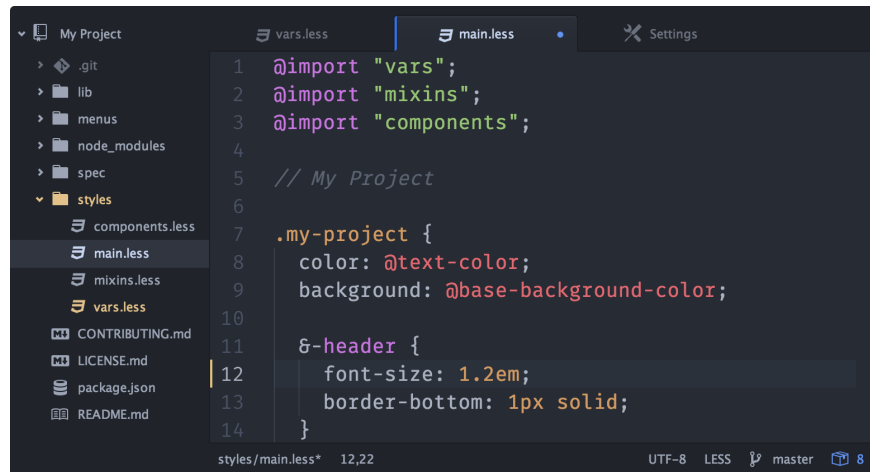 My Project
.git
lib
menus
node_modules
spec
styles
components.less
main.less
mixins.less
vars.less
CONTRIBUTING.md
LICENSE.md
package.json
README.md
vars.less main.less Settings
1 @import "vars";
2 @import "mixins";
3 @import "components";
4
5 // My Project
6
7 .my-project {
8 color: @text-color;
9 background: @base-background-color;
10
11 &-header {
12 font-size: 1.2em;
13 border-bottom: 1px solid;
14 }
styles/main.less* 12,22 UTF-8 LESS master 8